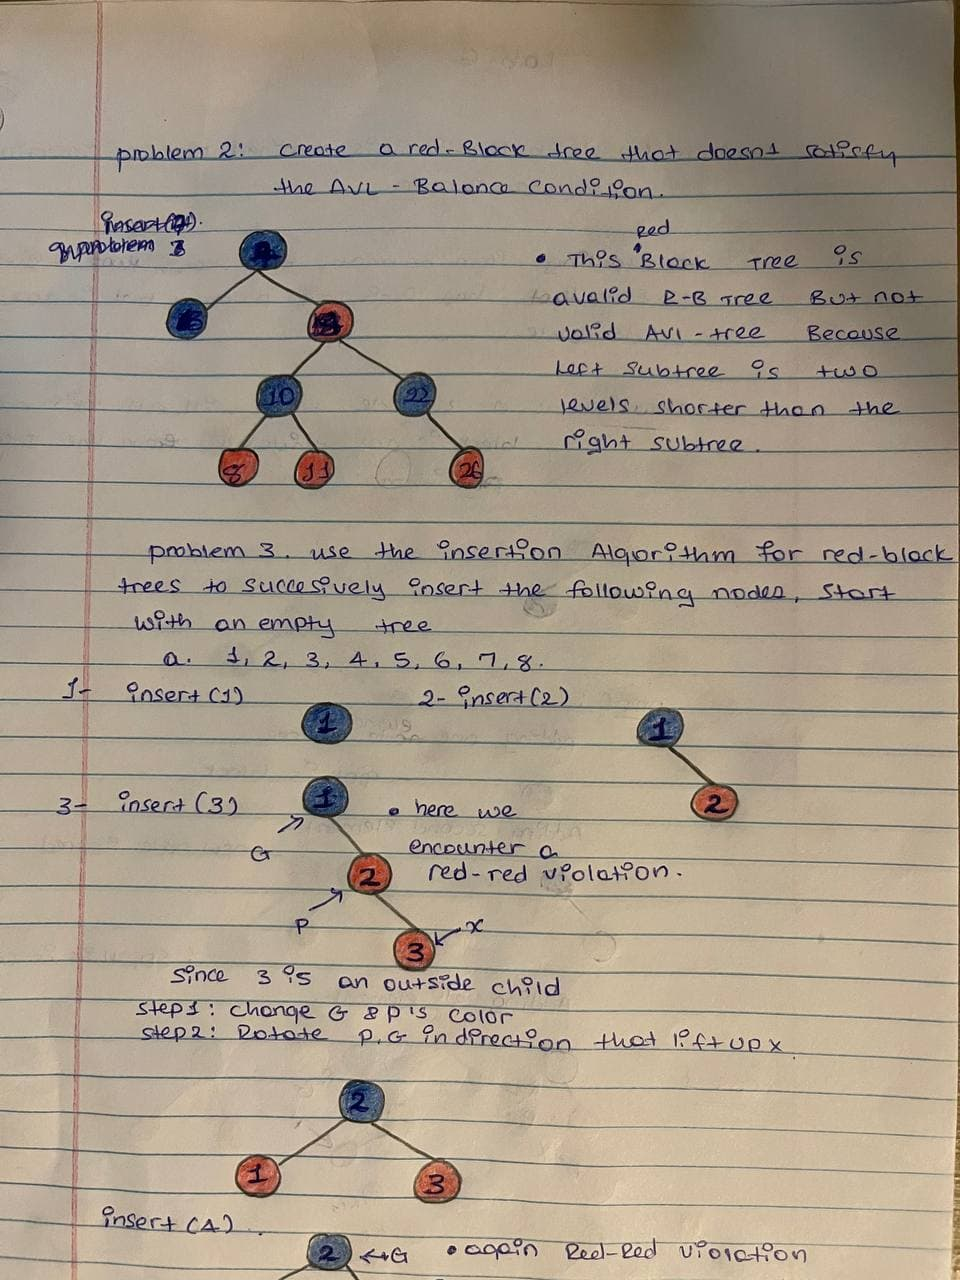 problem 2: create a red-Black tree that doesnt satisfy
the AVL - Balance condition.
Red
• This Black Tree is
avalid R-B Tree But not
valid AVl-tree Because
Left subtree is two
levels shorter than the
right subtree.
10
22
8
11
26
problem 3. use the insertion Algorithm for red-black
trees to succesively insert the following nodes, start
with an empty tree
a. 1, 2, 3, 4, 5, 6, 7, 8.
1- insert(1)
1
2- insert(2)
1
2
3- insert (3)
1
• here we
encounter a
red-red violation.
G
2
P
x
3
Since 3 is an outside child
step1: change G & P's color
step2: Rotate P,G in direction that lift up x
2
1
3
insert (4).
2
G
• again Red-Red violation